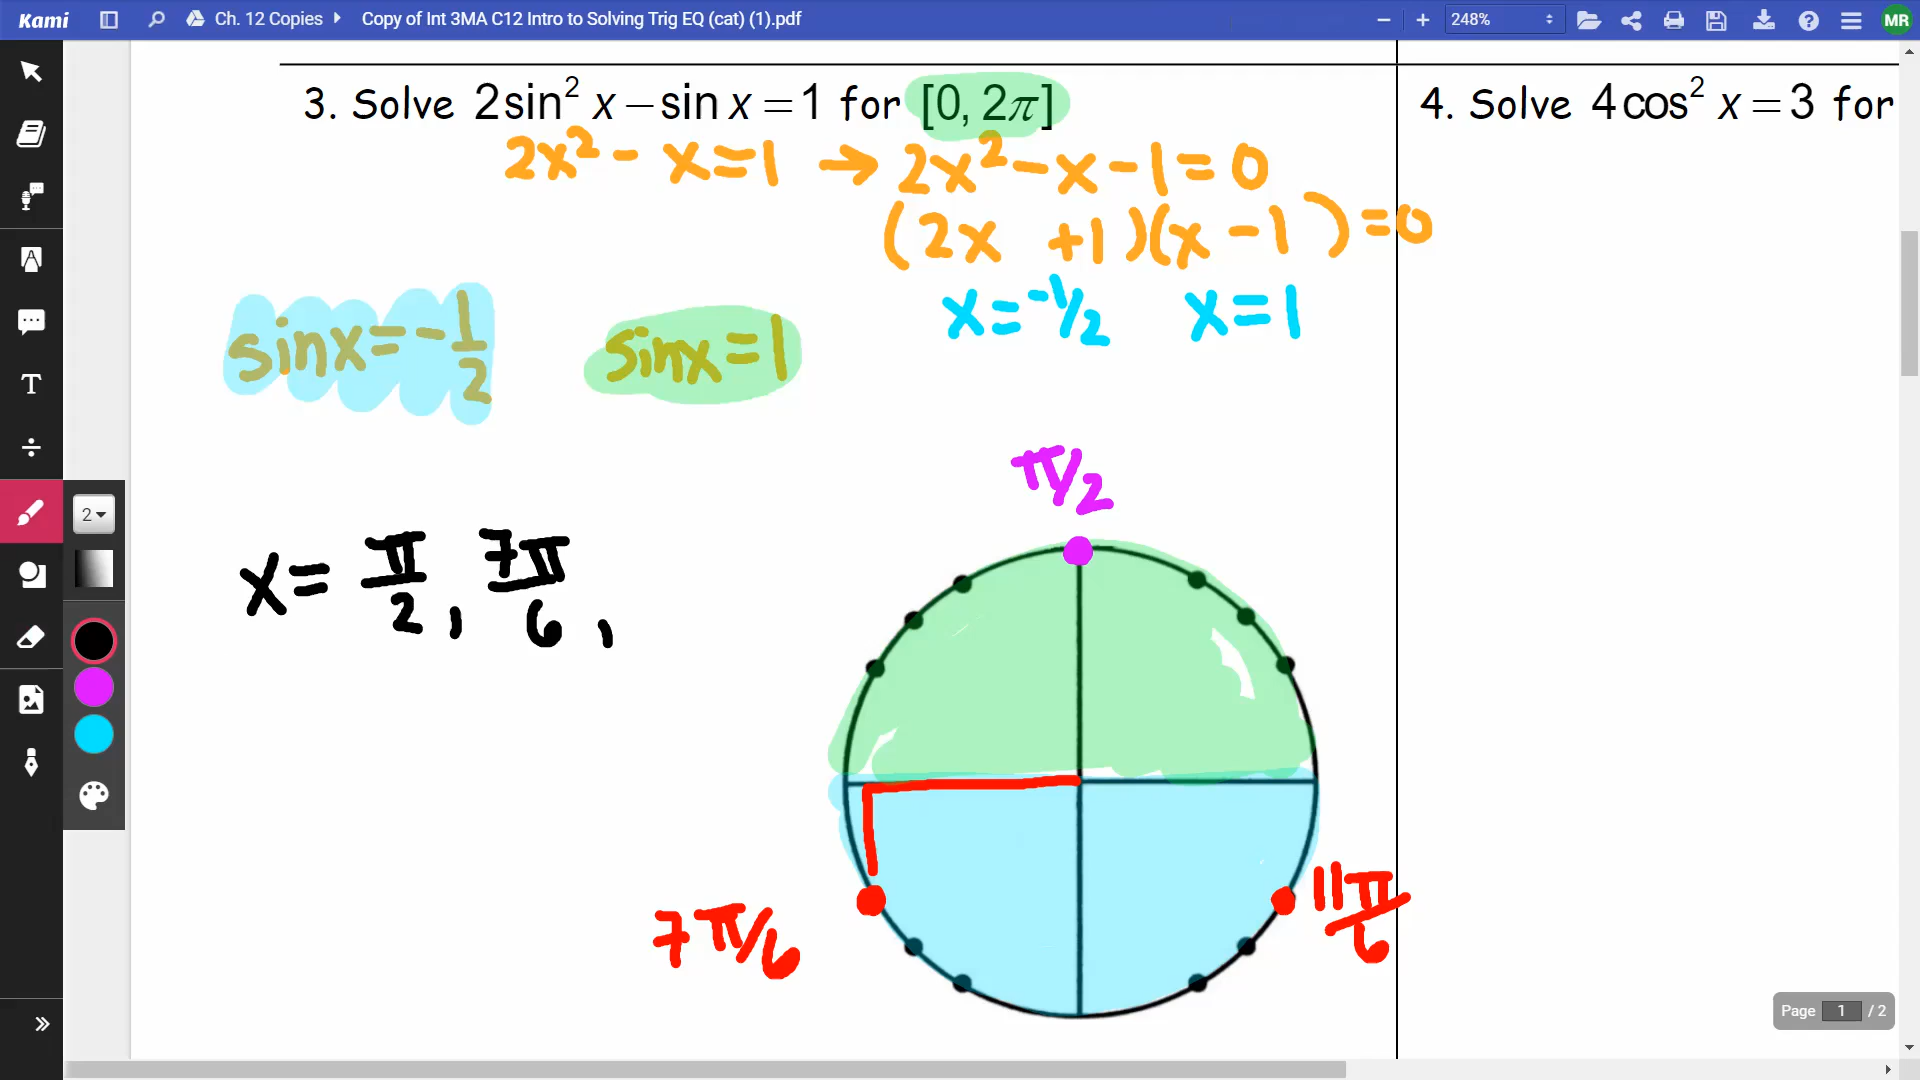 Kami Ch. 12 Copies Copy of Int 3MA C12 Intro to Solving Trig EQ (cat) (1).pdf 248% MR
3. Solve 2sin² x – sin x = 1 for [0, 2π]
4. Solve 4cos² x = 3 for
2x² - x = 1 → 2x² - x - 1 = 0
(2x +1)(x -1) = 0
x = -1/2 x = 1
sinx = -1/2
sinx = 1
π/2
x = π/2, 7π/6,
7π/6
11π/6
T
2
Page 1 / 2